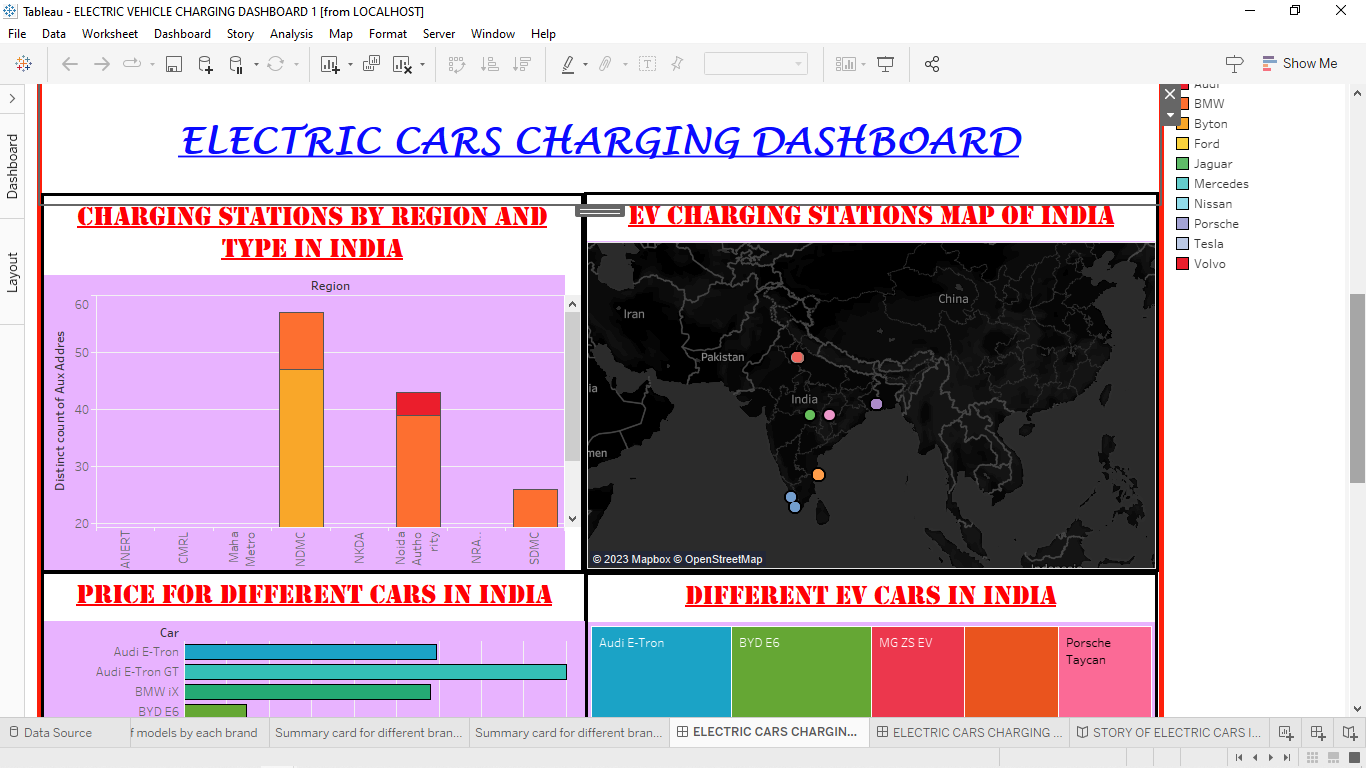 Tableau - ELECTRIC VEHICLE CHARGING DASHBOARD 1 [from LOCALHOST]
File Data Worksheet Dashboard Story Analysis Map Format Server Window Help
Show Me
Dashboard
Layout
ELECTRIC CARS CHARGING DASHBOARD
Audi
BMW
Byton
Ford
Jaguar
Mercedes
Nissan
Porsche
Tesla
Volvo
CHARGING STATIONS BY REGION AND
TYPE IN INDIA
Region
Distinct count of Aux Addres
60
50
40
30
20
ANERT
CMRL
Maha
Metro
NDMC
NKDA
Noida
Autho
rity
NRA..
SDMC
EV CHARGING STATIONS MAP OF INDIA
China
Iran
Pakistan
India
ia
men
Indonesia
© 2023 Mapbox © OpenStreetMap
PRICE FOR DIFFERENT CARS IN INDIA
Car
Audi E-Tron
Audi E-Tron GT
BMW iX
BYD E6
DIFFERENT EV CARS IN INDIA
Audi E-Tron
BYD E6
MG ZS EV
Porsche
Taycan
Data Source
f models by each brand
Summary card for different bran...
Summary card for different bran...
ELECTRIC CARS CHARGIN...
ELECTRIC CARS CHARGING ...
STORY OF ELECTRIC CARS I...